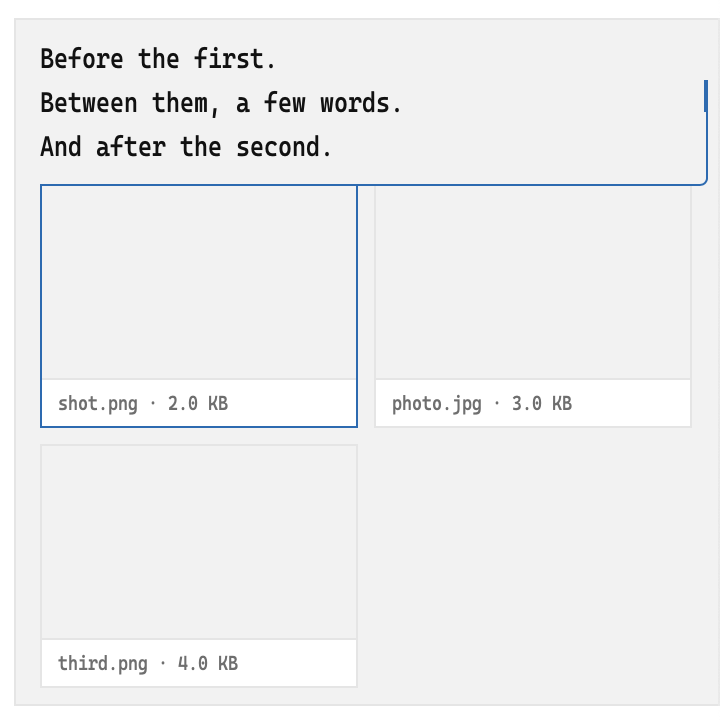 Before the first.
Between them, a few words.
And after the second.
shot.png · 2.0 KB
photo.jpg · 3.0 KB
third.png · 4.0 KB